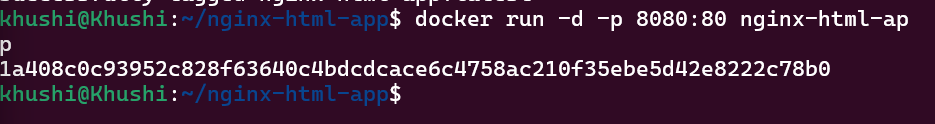 khushi@Khushi:~/nginx-html-app$ docker run -d -p 8080:80 nginx-html-ap
p
1a408c0c93952c828f63640c4bdcdcace6c4758ac210f35ebe5d42e8222c78b0
khushi@Khushi:~/nginx-html-app$